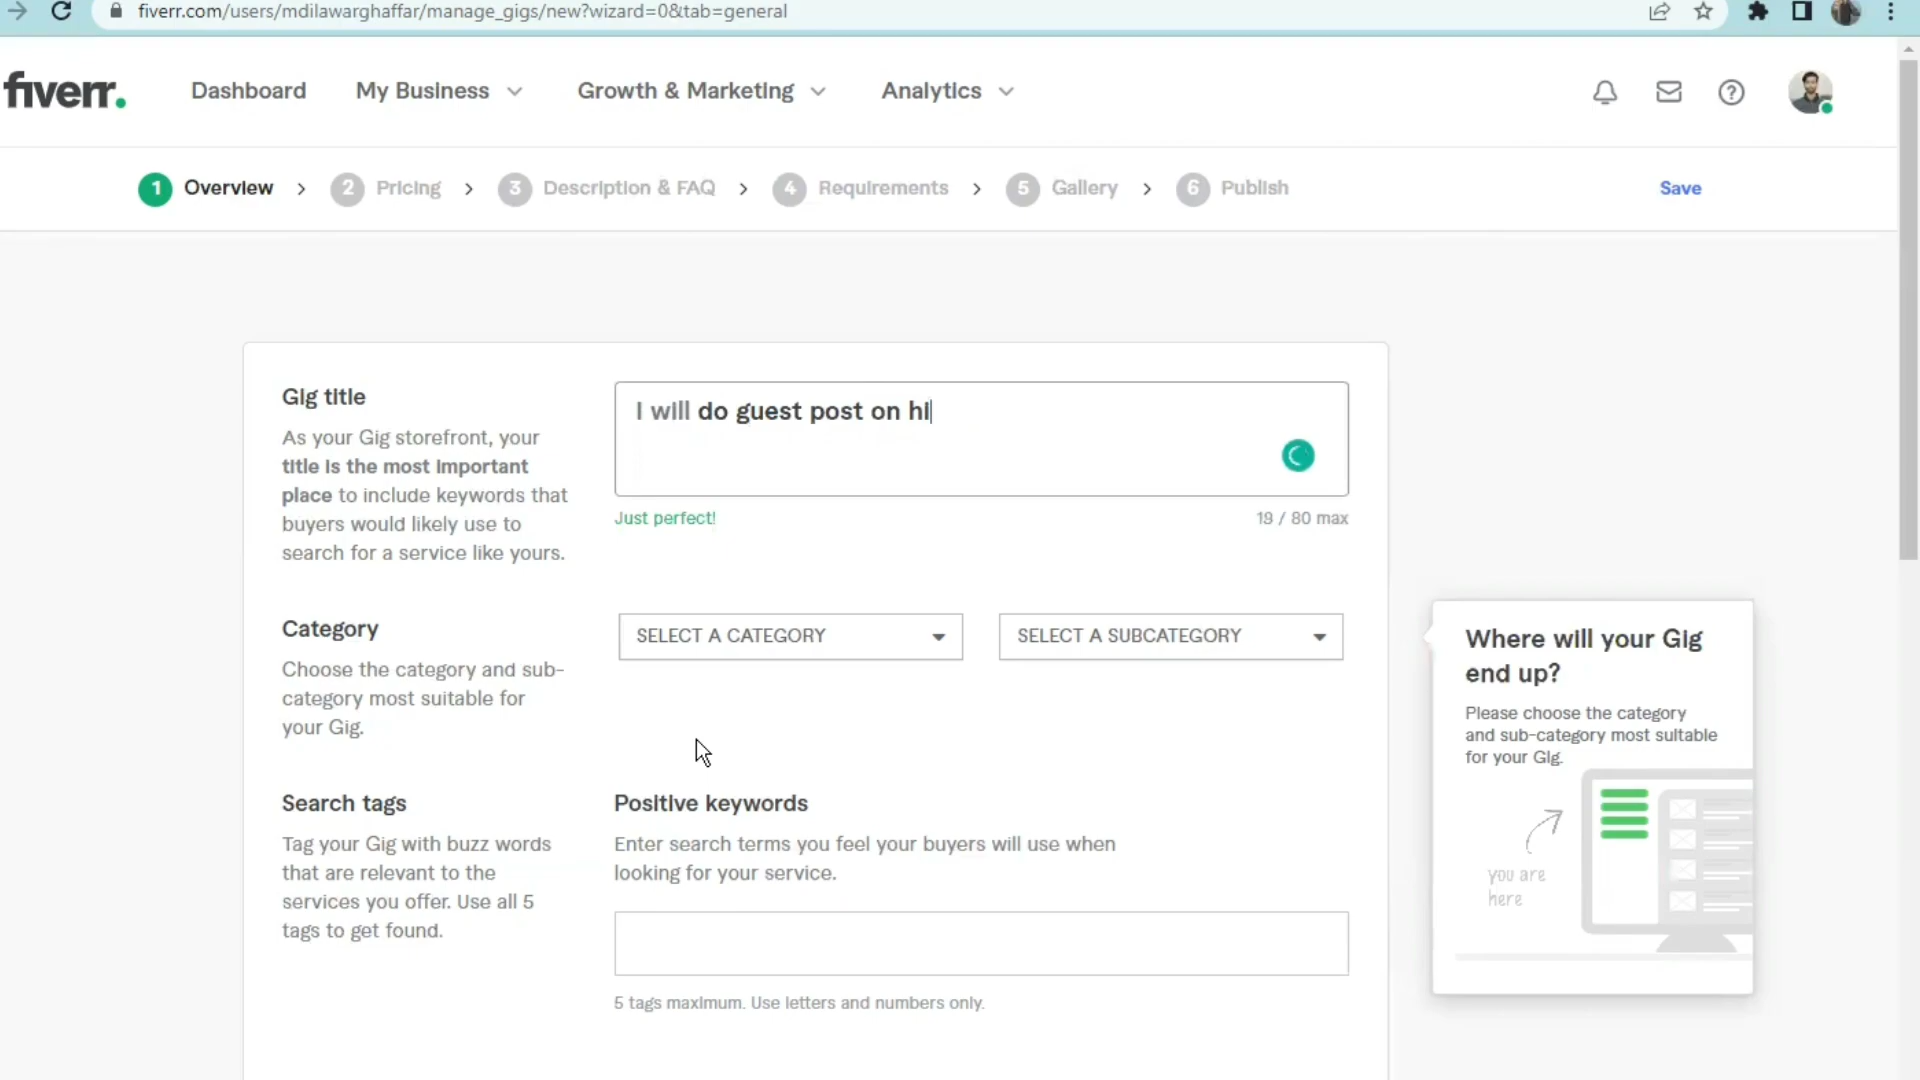 fiverr.com/users/mdilawarghaffar/manage_gigs/new?wizard=0&tab=general
fiverr.
Dashboard
My Business
Growth & Marketing
Analytics
1 Overview
2 Pricing
3 Description & FAQ
4 Requirements
5 Gallery
6 Publish
Save
Gig title
As your Gig storefront, your
title is the most important
place to include keywords that
buyers would likely use to
search for a service like yours.
I will do guest post on hi
Just perfect!
19 / 80 max
Category
Choose the category and sub-
category most suitable for
your Gig.
SELECT A CATEGORY
SELECT A SUBCATEGORY
Where will your Gig
end up?
Please choose the category
and sub-category most suitable
for your Gig.
you are
here
Search tags
Tag your Gig with buzz words
that are relevant to the
services you offer. Use all 5
tags to get found.
Positive keywords
Enter search terms you feel your buyers will use when
looking for your service.
5 tags maximum. Use letters and numbers only.